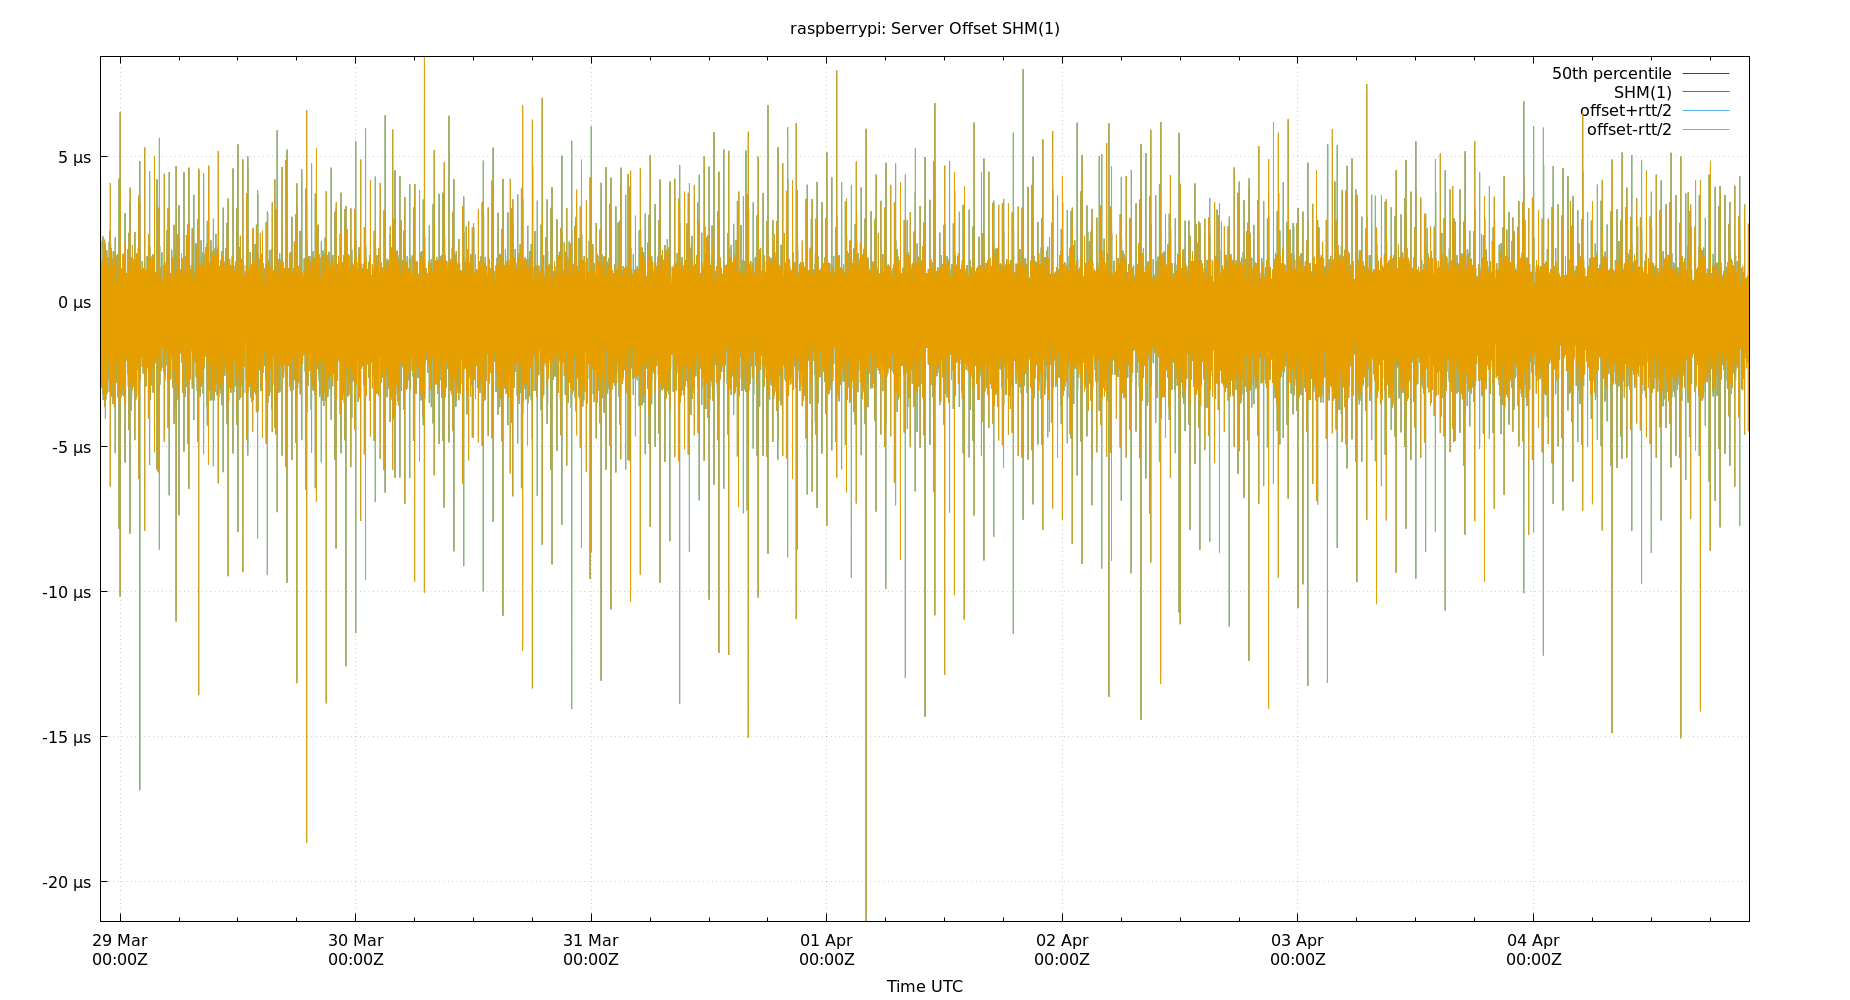 raspberrypi: Server Offset SHM(1)
50th percentile
SHM(1)
offset+rtt/2
offset-rtt/2
5 µs
0 µs
-5 µs
-10 µs
-15 µs
-20 µs
29 Mar 30 Mar 31 Mar 01 Apr 02 Apr 03 Apr 04 Apr
00:00Z 00:00Z 00:00Z 00:00Z 00:00Z 00:00Z 00:00Z
Time UTC